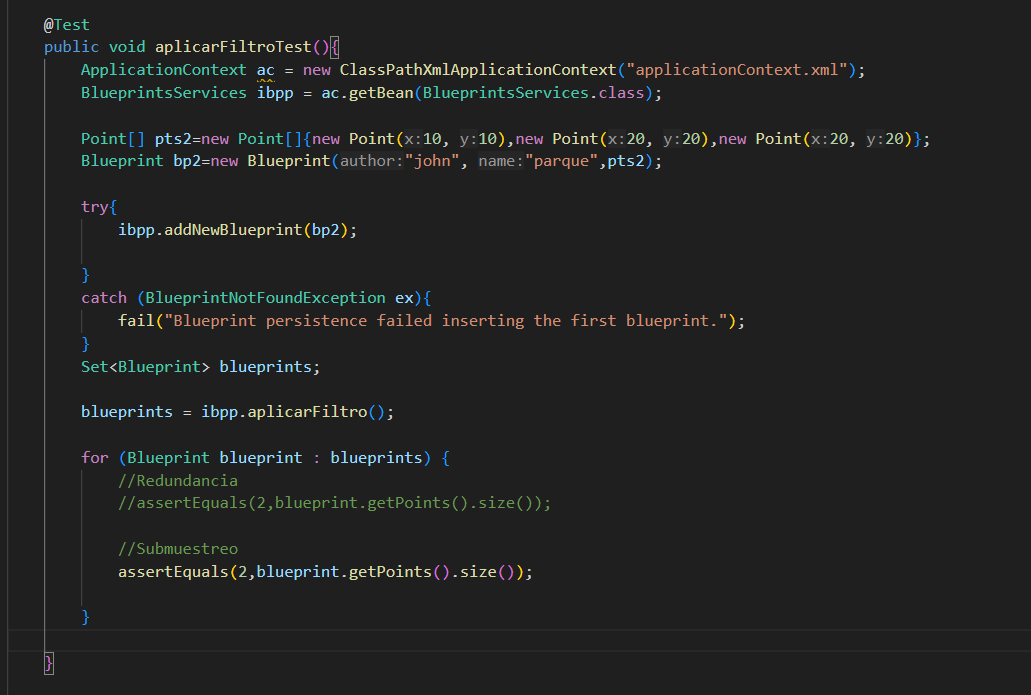 @Test
public void aplicarFiltroTest(){
ApplicationContext ac = new ClassPathXmlApplicationContext("applicationContext.xml");
BlueprintsServices ibpp = ac.getBean(BlueprintsServices.class);
Point[] pts2=new Point[]{new Point(x:10, y:10),new Point(x:20, y:20),new Point(x:20, y:20)};
Blueprint bp2=new Blueprint(author:"john", name:"parque",pts2);
try{
ibpp.addNewBlueprint(bp2);
}
catch (BlueprintNotFoundException ex){
fail("Blueprint persistence failed inserting the first blueprint.");
}
Set<Blueprint> blueprints;
blueprints = ibpp.aplicarFiltro();
for (Blueprint blueprint : blueprints) {
//Redundancia
//assertEquals(2,blueprint.getPoints().size());
//Submuestreo
assertEquals(2,blueprint.getPoints().size());
}
}